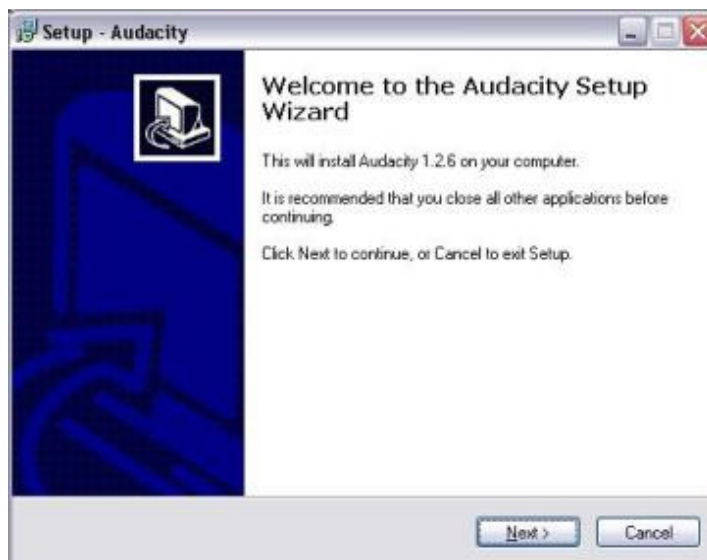 Setup - Audacity
Welcome to the Audacity Setup
Wizard
This will install Audacity 1.2.6 on your computer.
It is recommended that you close all other applications before
continuing.
Click Next to continue, or Cancel to exit Setup.
Next >
Cancel